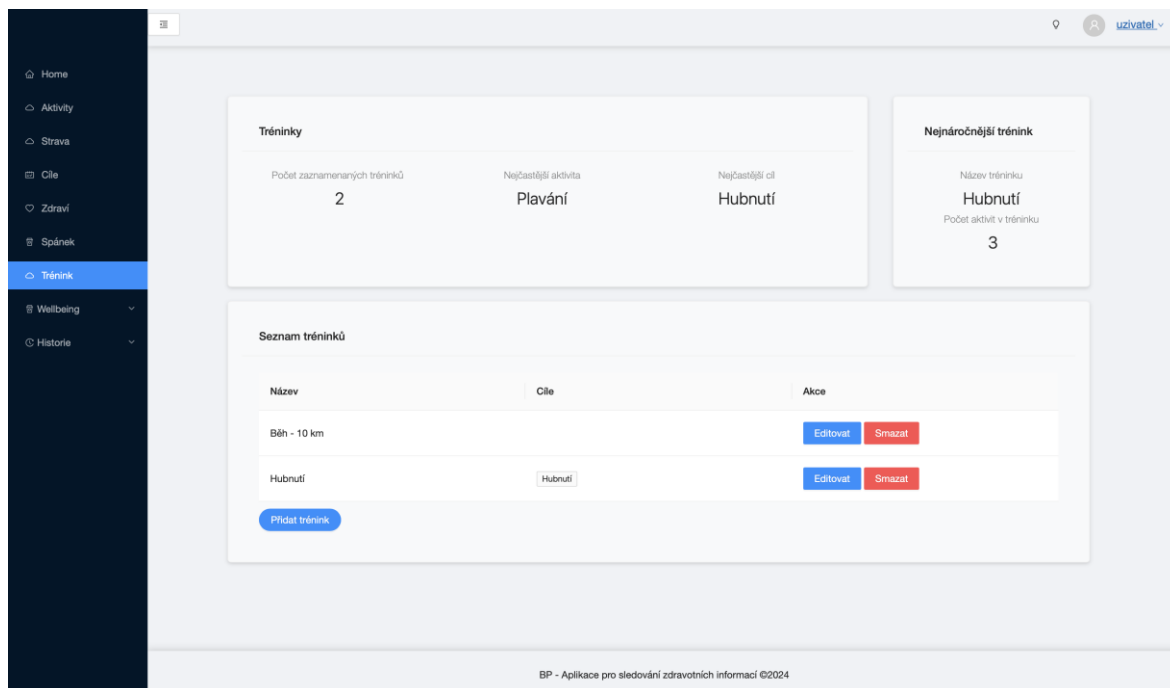 uzivatel
Home
Aktivity
Strava
Cíle
Zdraví
Spánek
Trénink
Wellbeing
Historie
Tréninky
Počet zaznamenaných tréninků
2
Nejčastější aktivita
Plavání
Nejčastější cíl
Hubnutí
Nejnáročnější trénink
Název tréninku
Hubnutí
Počet aktivit v tréninku
3
Seznam tréninků
Název Cíle Akce
Běh - 10 km Editovat Smazat
Hubnutí Hubnutí Editovat Smazat
Přidat trénink
BP - Aplikace pro sledování zdravotních informací ©2024